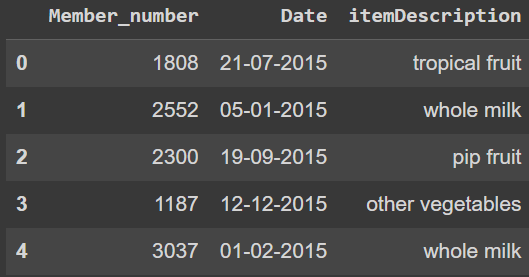 Member_number Date itemDescription
0 1808 21-07-2015 tropical fruit
1 2552 05-01-2015 whole milk
2 2300 19-09-2015 pip fruit
3 1187 12-12-2015 other vegetables
4 3037 01-02-2015 whole milk